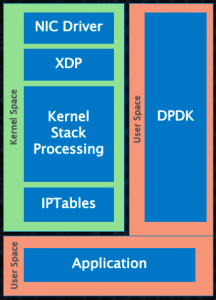 NIC Driver
XDP
Kernel
Stack
Processing
IPTables
Kernel Space
User Space
DPDK
User Space
Application